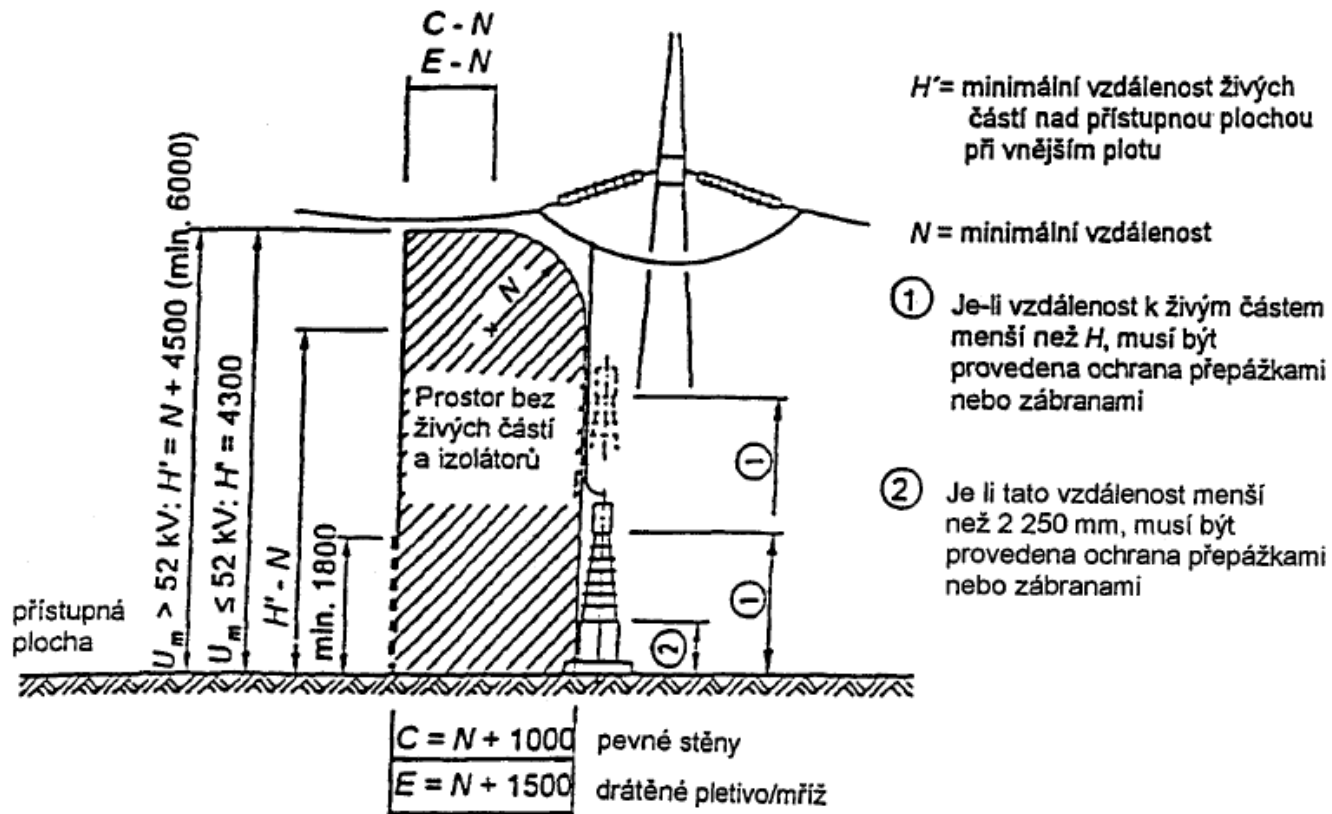 C - N
E - N
H'= minimální vzdálenost živých
částí nad přístupnou plochou
při vnějším plotu
N = minimální vzdálenost
1 Je-li vzdálenost k živým částem
menší než H, musí být
provedena ochrana přepážkami
nebo zábranami
2 Je li tato vzdálenost menší
než 2 250 mm, musí být
provedena ochrana přepážkami
nebo zábranami
Um > 52 kV: H' = N + 4500 (min. 6000)
Um ≤ 52 kV: H' = 4300
H' - N
min. 1800
N
Prostor bez
živých částí
a izolátorů
1
1
2
přístupná
plocha
C = N + 1000 pevné stěny
E = N + 1500 drátěné pletivo/mříž